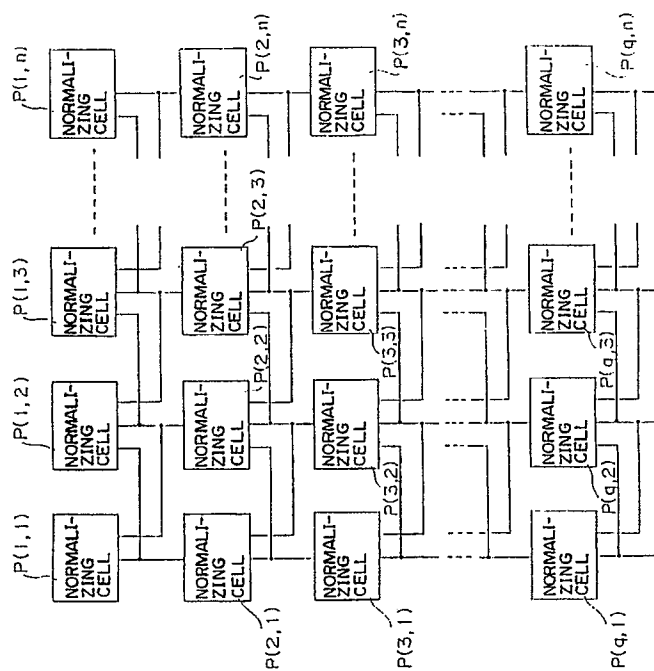 P(1,1)
P(1,2)
P(1,3)
P(1,n)
NORMALI-
ZING
CELL
NORMALI-
ZING
CELL
NORMALI-
ZING
CELL
NORMALI-
ZING
CELL
NORMALI-
ZING
CELL
P(2,1)
NORMALI-
ZING
CELL
P(2,2)
NORMALI-
ZING
CELL
P(2,3)
NORMALI-
ZING
CELL
P(2,n)
NORMALI-
ZING
CELL
P(3,1)
NORMALI-
ZING
CELL
P(3,2)
NORMALI-
ZING
CELL
P(3,3)
NORMALI-
ZING
CELL
P(3,n)
NORMALI-
ZING
CELL
P(q,1)
NORMALI-
ZING
CELL
P(q,2)
NORMALI-
ZING
CELL
P(q,3)
NORMALI-
ZING
CELL
P(q,n)